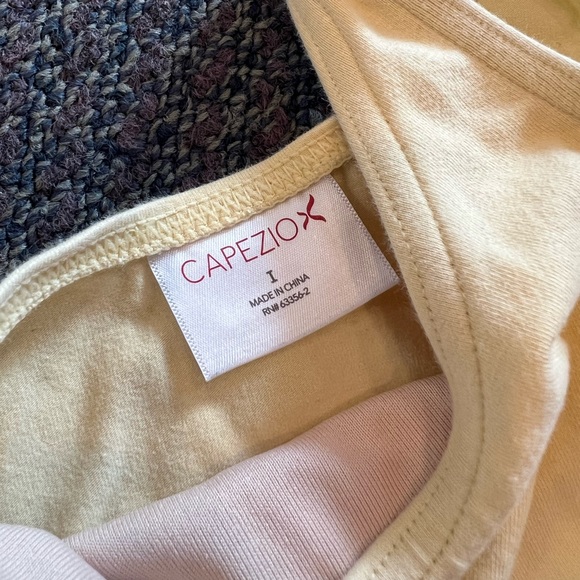 CAPEZIO
I
MADE IN CHINA
RN# 63356-2